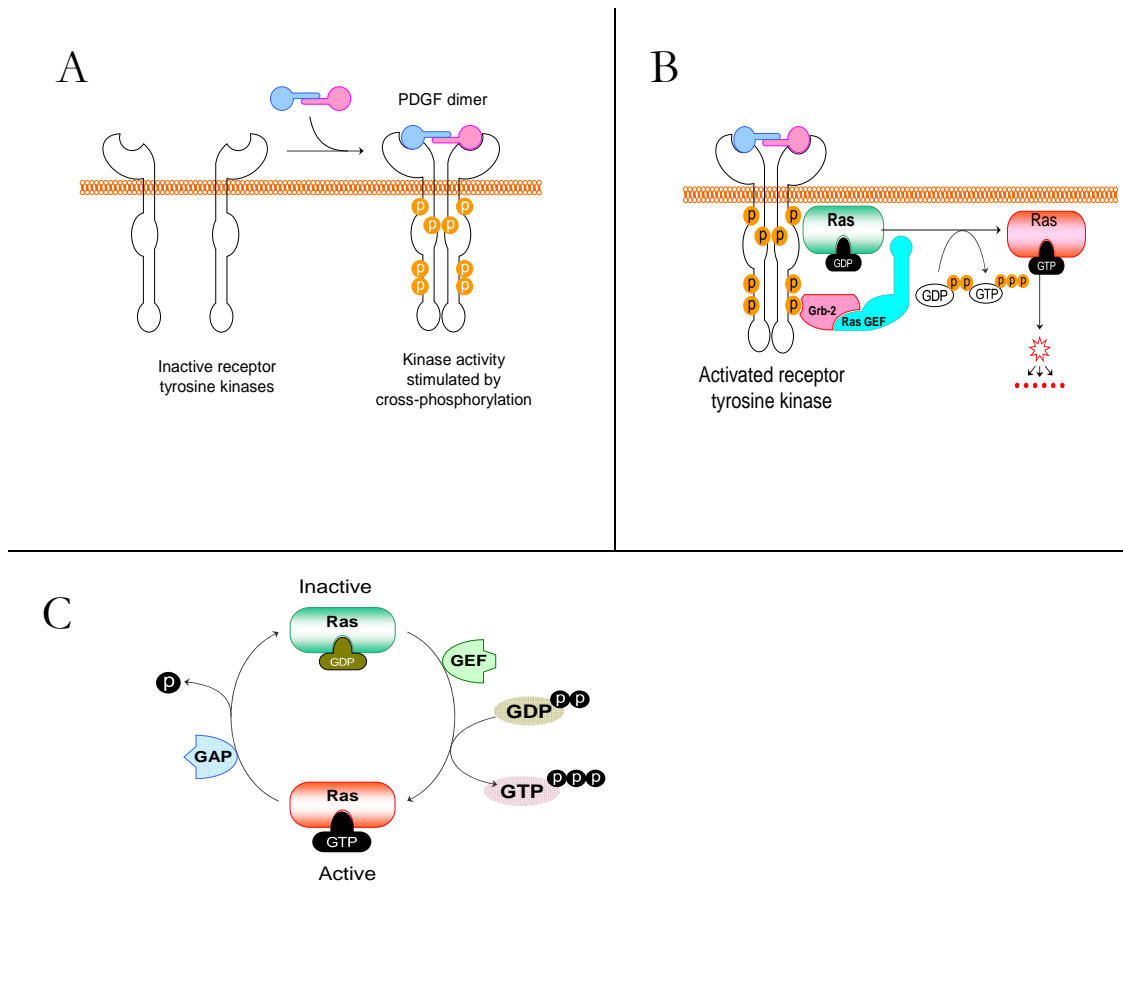 A
PDGF dimer
p
p
p
p
p
p
p
p
Inactive receptor
tyrosine kinases
Kinase activity
stimulated by
cross-phosphorylation
B
p
p
p
p
p
p
p
p
Ras
GDP
Ras
GTP
GDP
p
p
GTP
p
p
p
Grb-2
Ras GEF
Activated receptor
tyrosine kinase
C
Inactive
Ras
GDP
GEF
p
GDP
p
p
GAP
GTP
p
p
p
Ras
GTP
Active